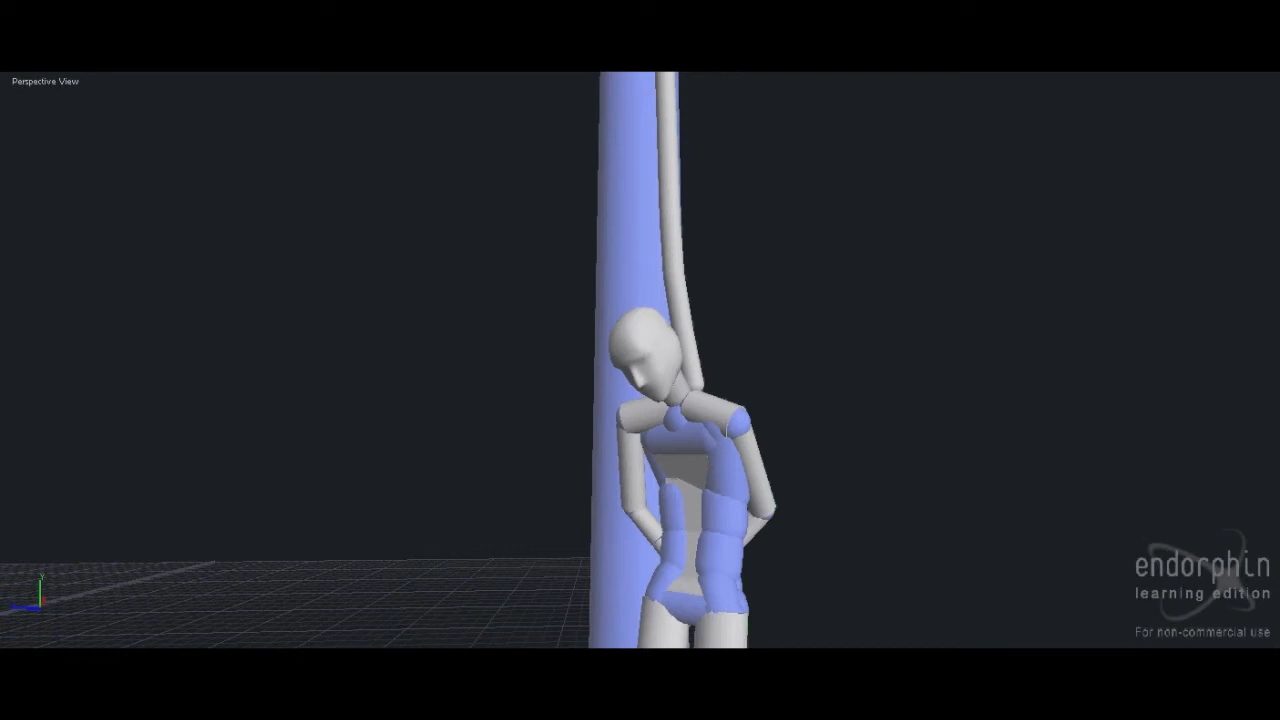 Perspective View
y
endorphin
learning edition
For non-commercial use